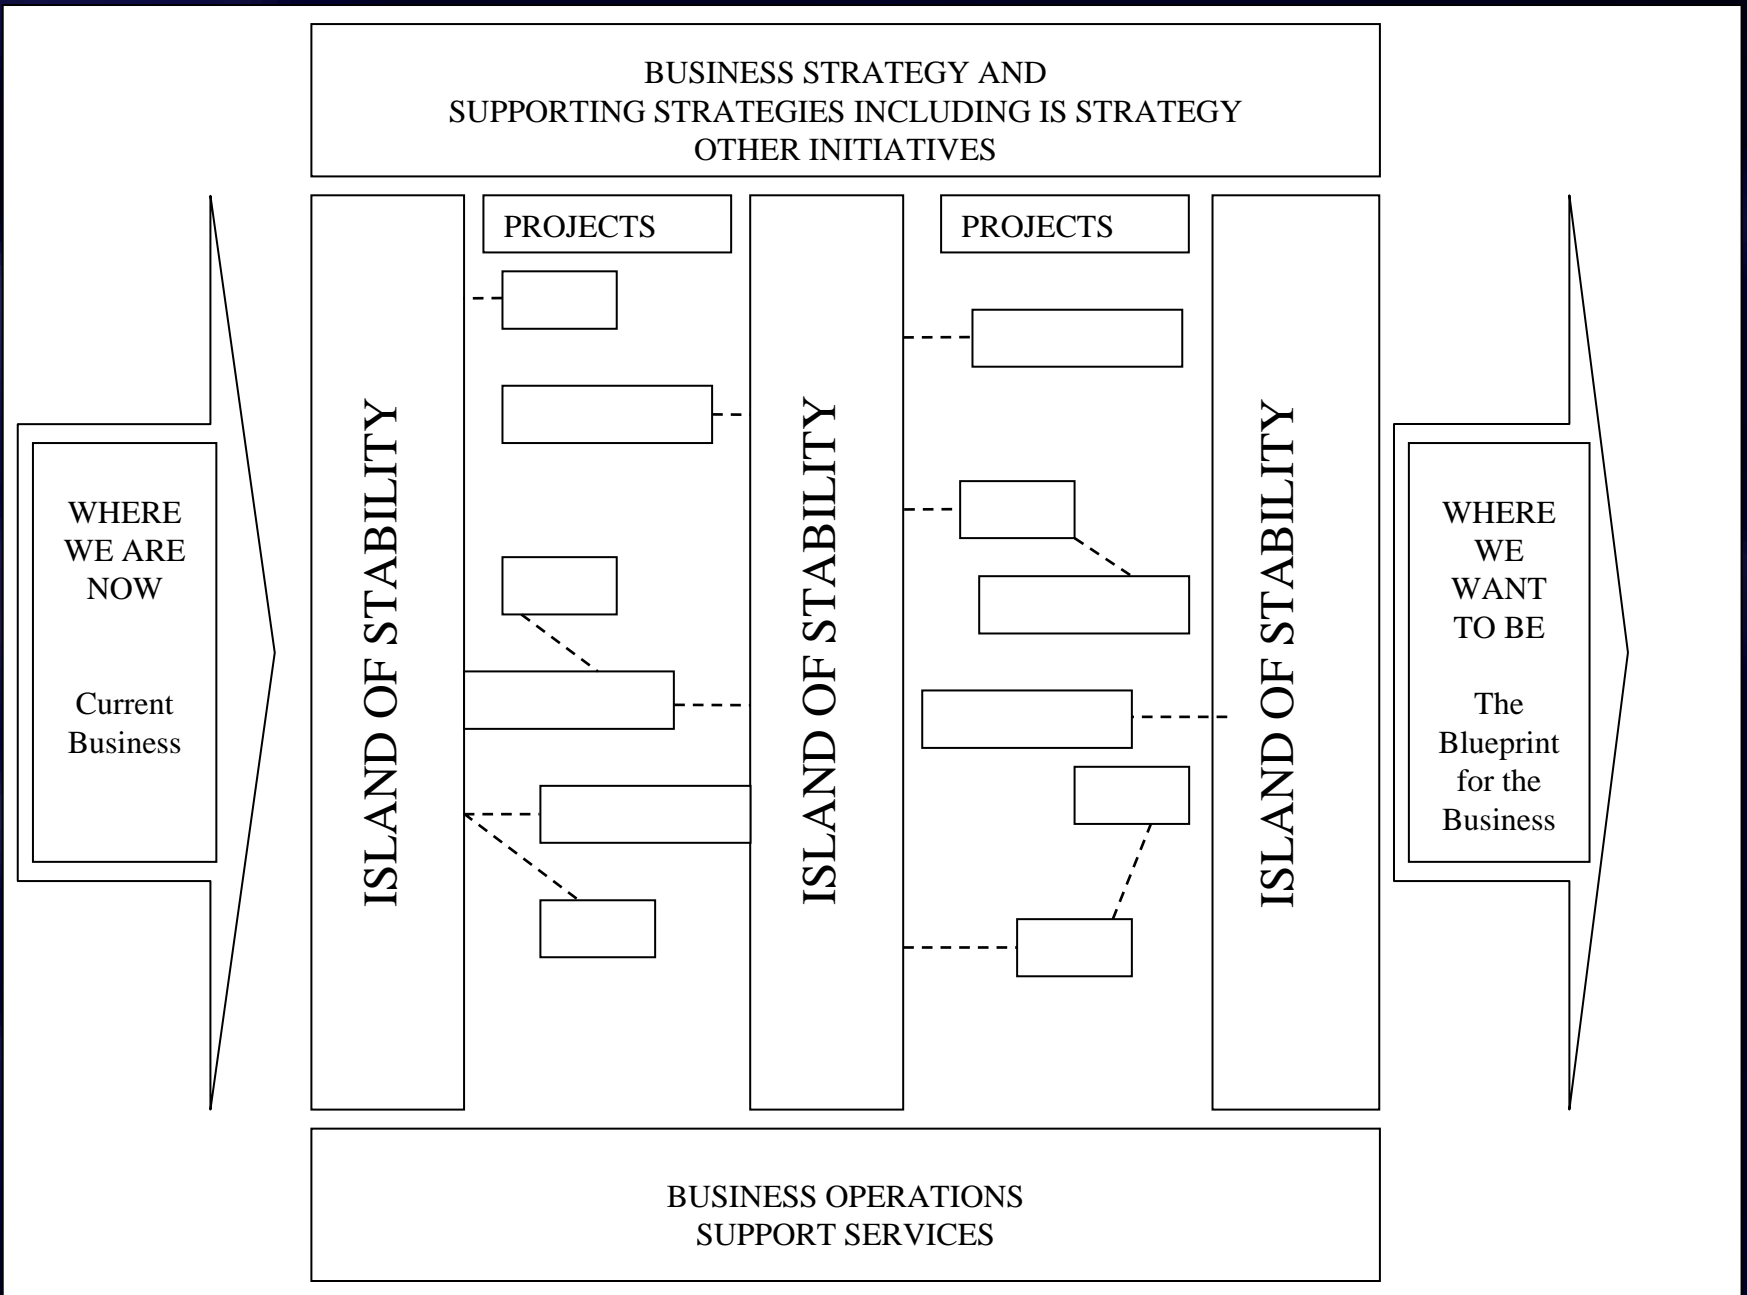 BUSINESS STRATEGY AND
SUPPORTING STRATEGIES INCLUDING IS STRATEGY
OTHER INITIATIVES
WHERE
WE ARE
NOW
Current
Business
ISLAND OF STABILITY
PROJECTS
ISLAND OF STABILITY
PROJECTS
ISLAND OF STABILITY
WHERE
WE
WANT
TO BE
The
Blueprint
for the
Business
BUSINESS OPERATIONS
SUPPORT SERVICES